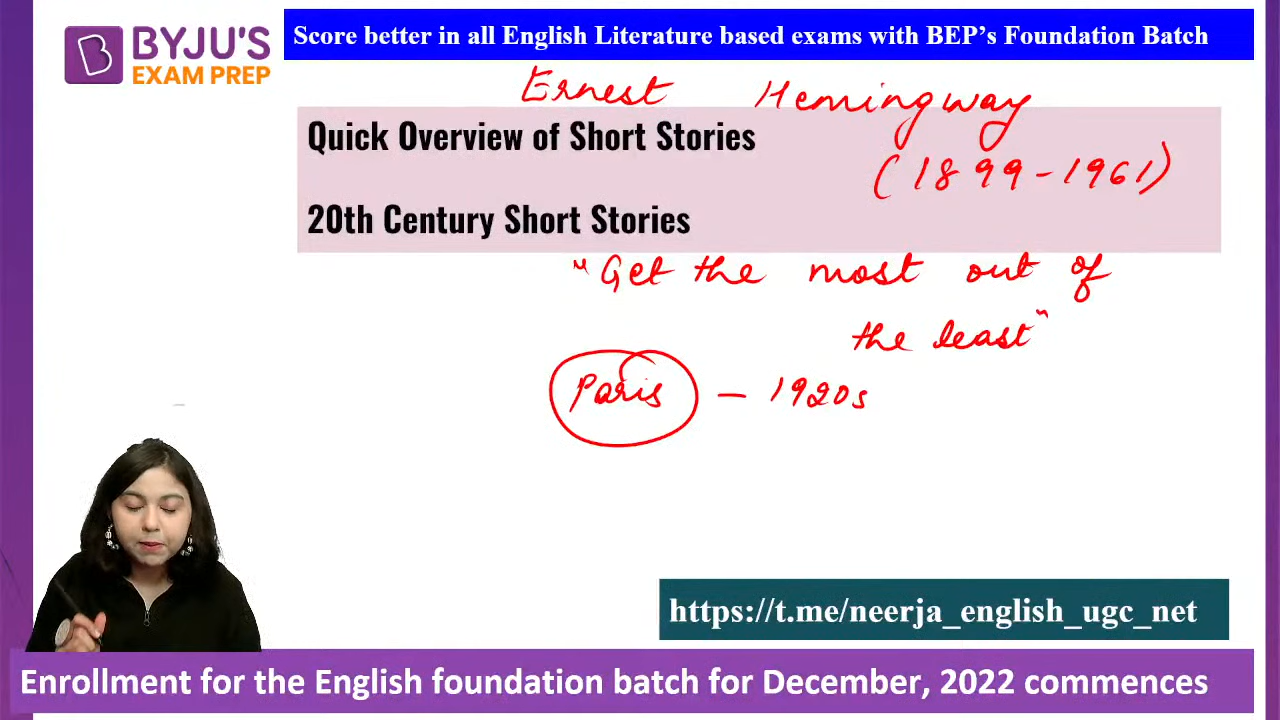 BYJU'S
EXAM PREP
Score better in all English Literature based exams with BEP's Foundation Batch
Ernest Hemingway
Quick Overview of Short Stories
(1899-1961)
20th Century Short Stories
"Get the most out of
the least"
Paris - 1920s
https://t.me/neerja_english_ugc_net
Enrollment for the English foundation batch for December, 2022 commences